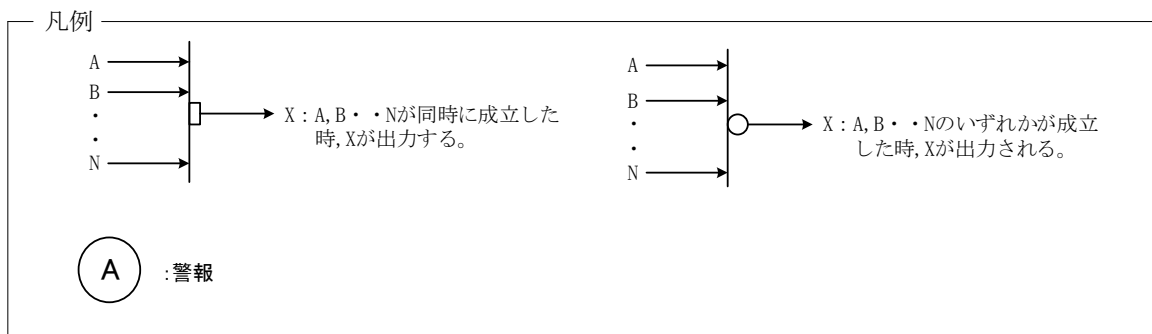 凡例
A
B
・
・
N
X：A,B・・Nが同時に成立した
時,Xが出力する。
A
B
・
・
N
X：A,B・・Nのいずれかが成立
した時,Xが出力される。
A
:警報